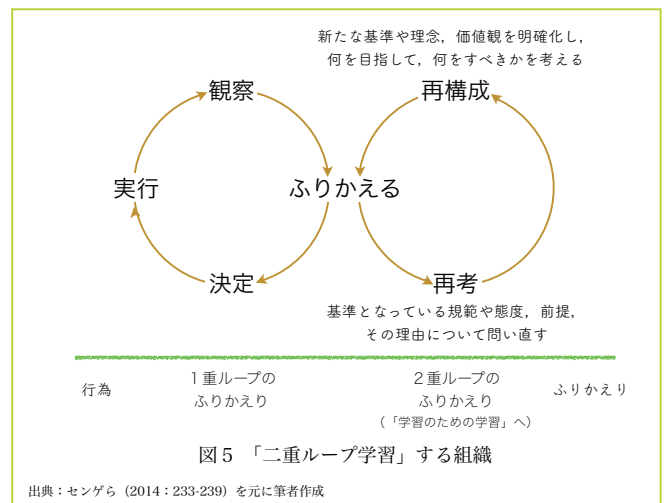 新たな基準や理念，価値観を明確化し，
何を目指して，何をすべきかを考える
観察
再構成
実行
ふりかえる
決定
再考
基準となっている規範や態度，前提，
その理由について問い直す
行為
１重ループの
ふりかえり
２重ループの
ふりかえり
（「学習のための学習」へ）
ふりかえり
図５ 「二重ループ学習」する組織
出典：センゲら（2014：233-239）を元に筆者作成